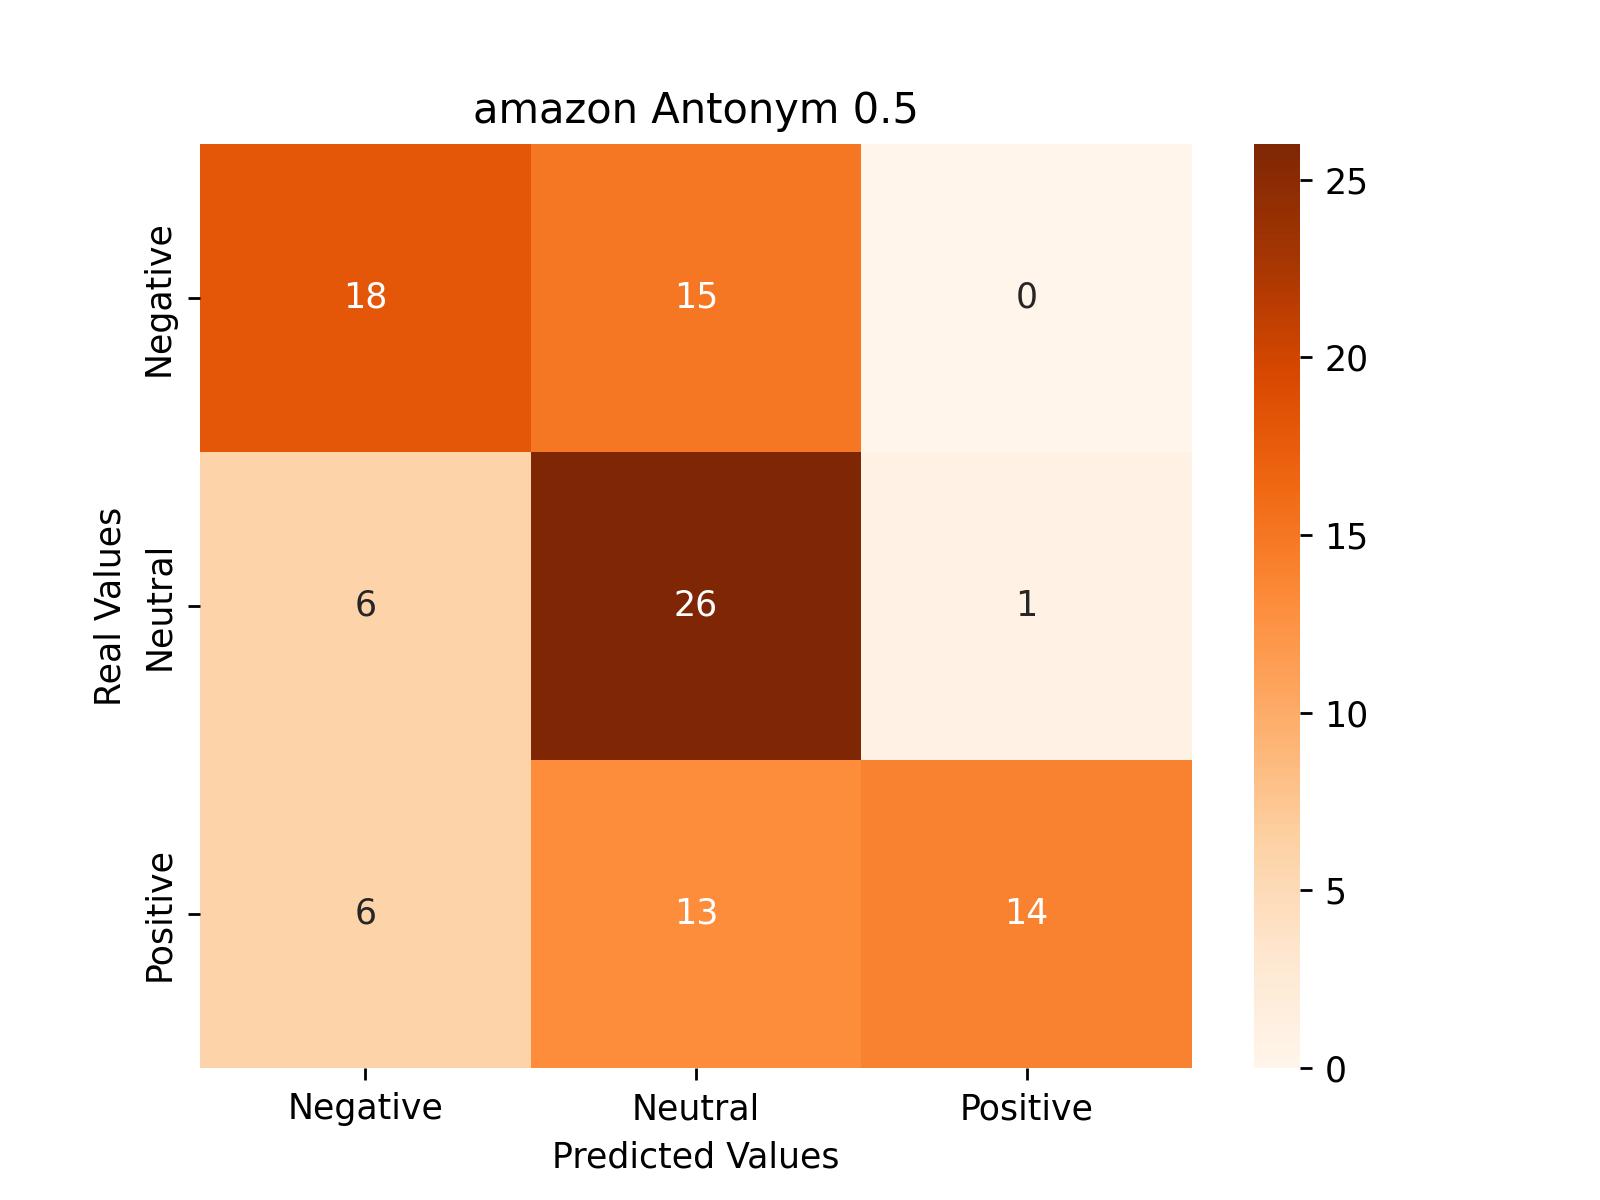 amazon Antonym 0.5
Real Values
Negative
18
15
0
Neutral
6
26
1
Positive
6
13
14
Negative
Neutral
Positive
Predicted Values
25
20
15
10
5
0